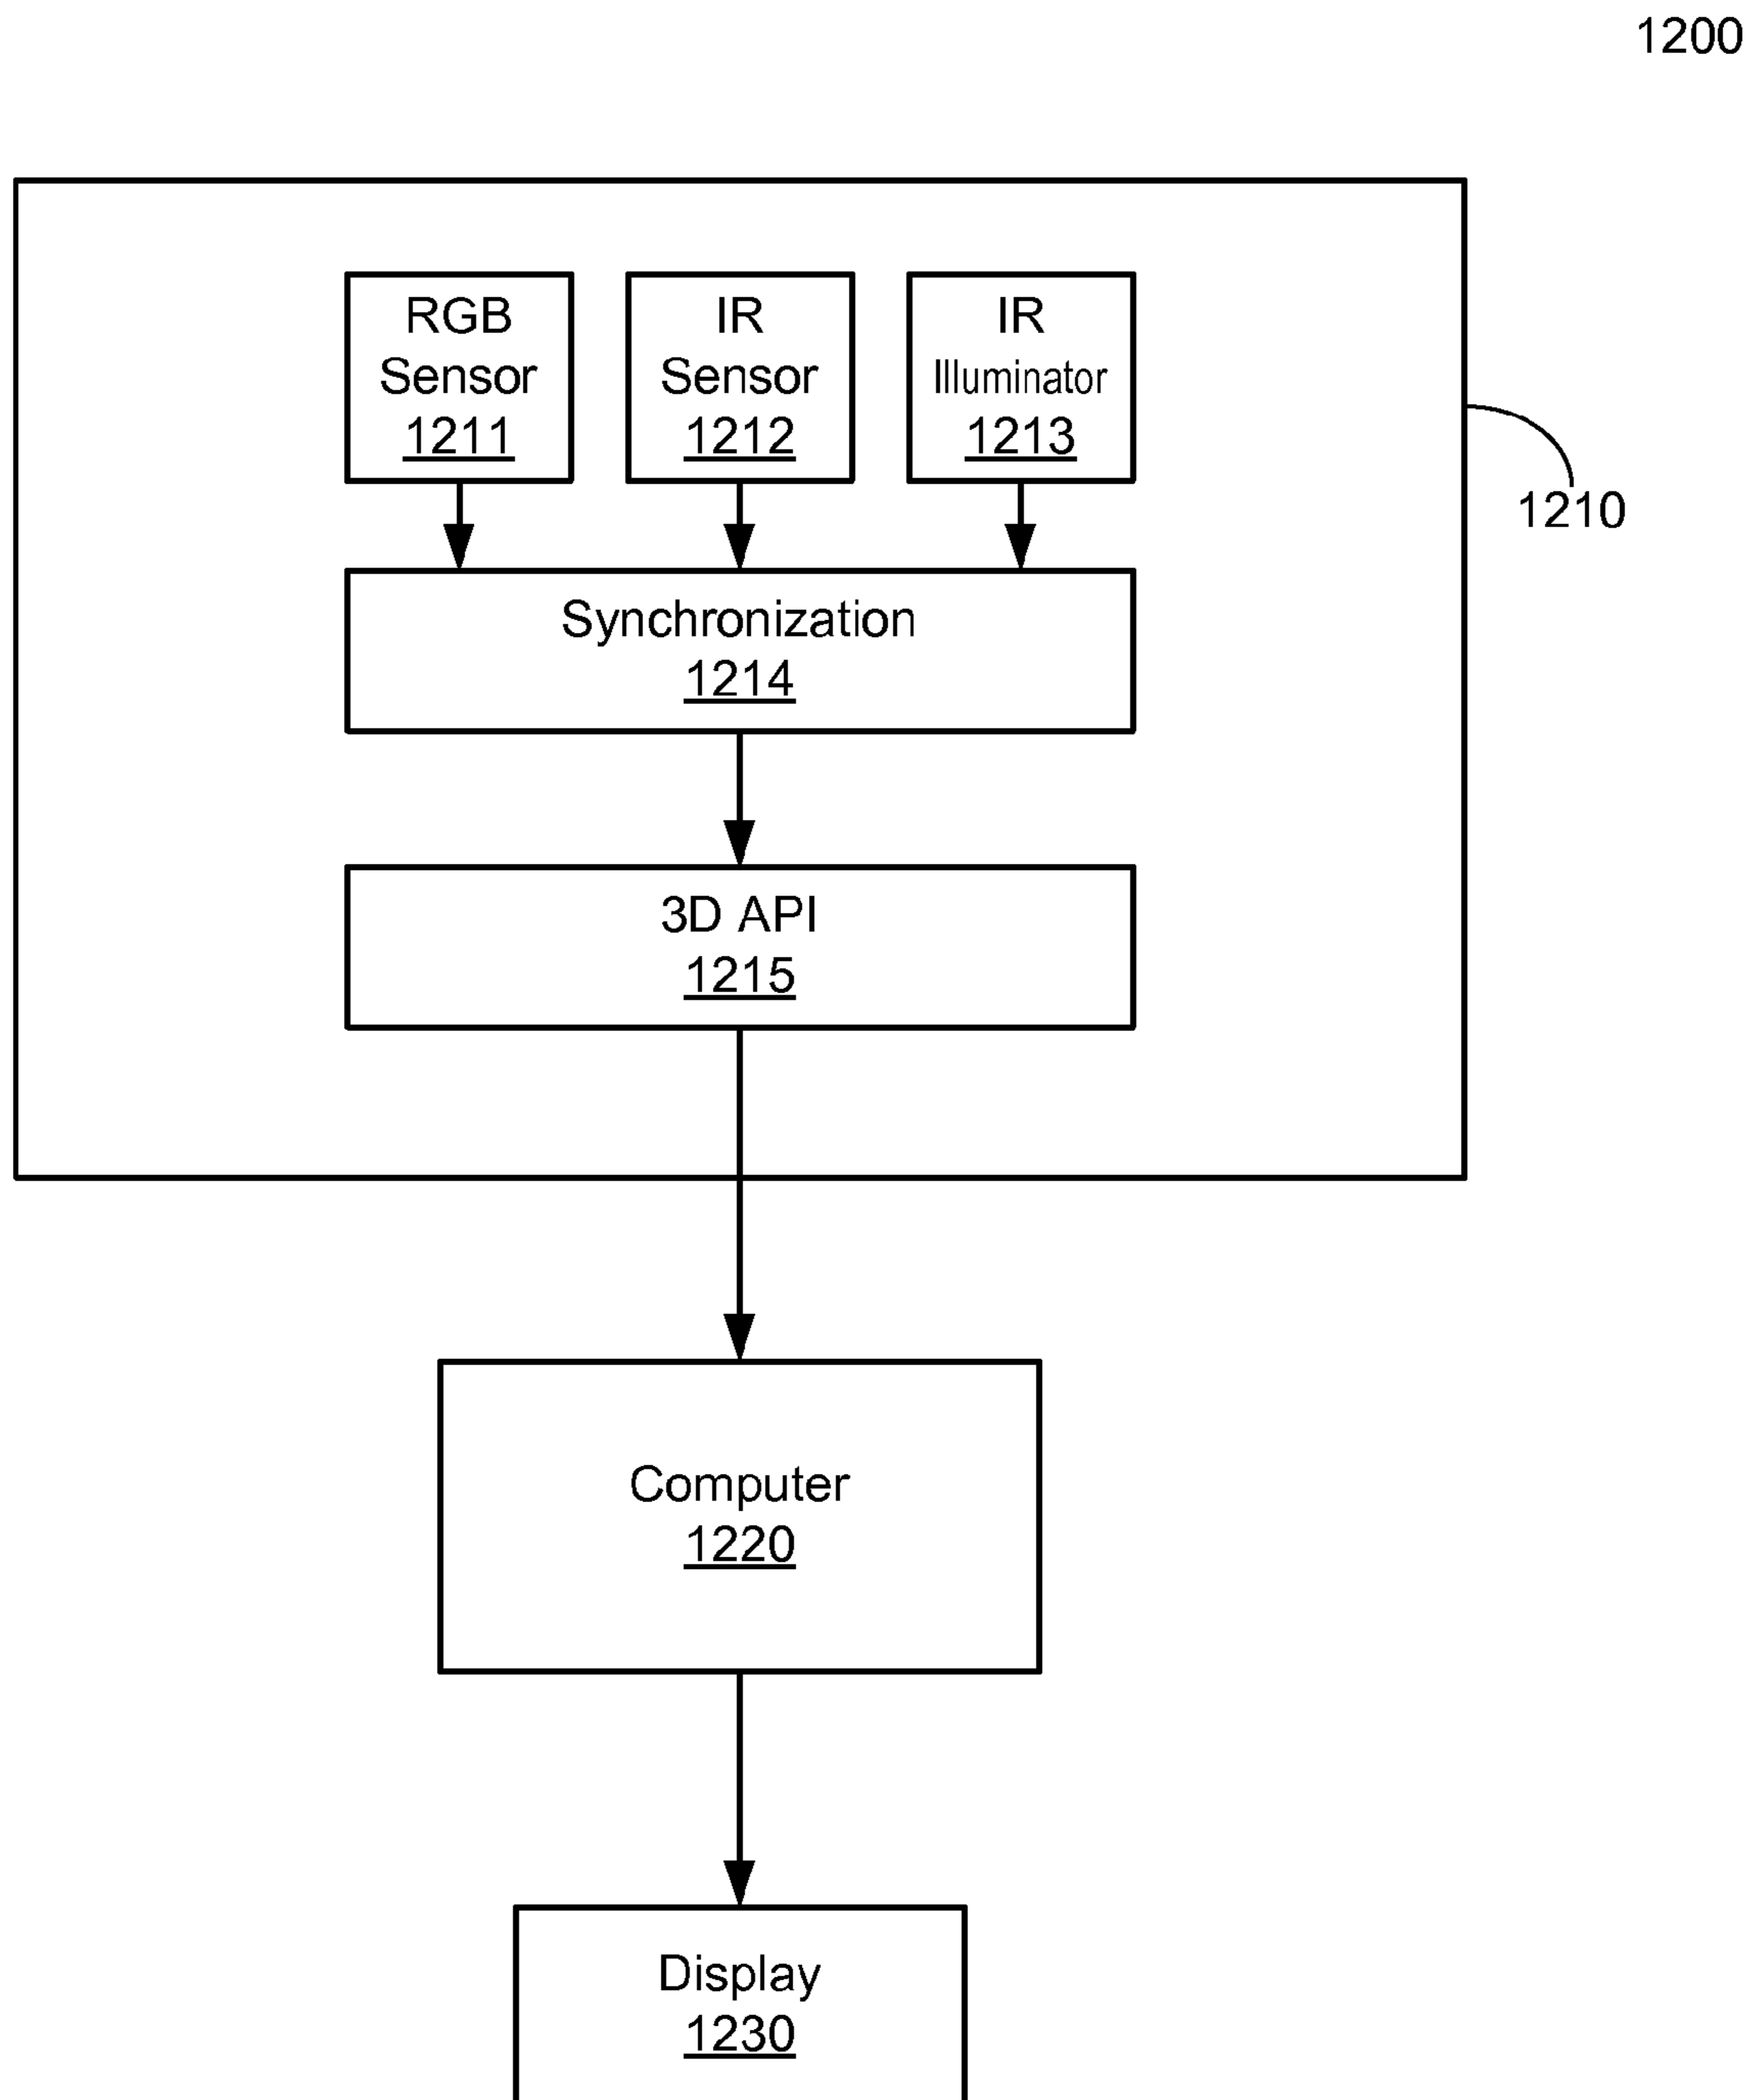 1200
RGB
Sensor
1211
IR
Sensor
1212
IR
Illuminator
1213
1210
Synchronization
1214
3D API
1215
Computer
1220
Display
1230